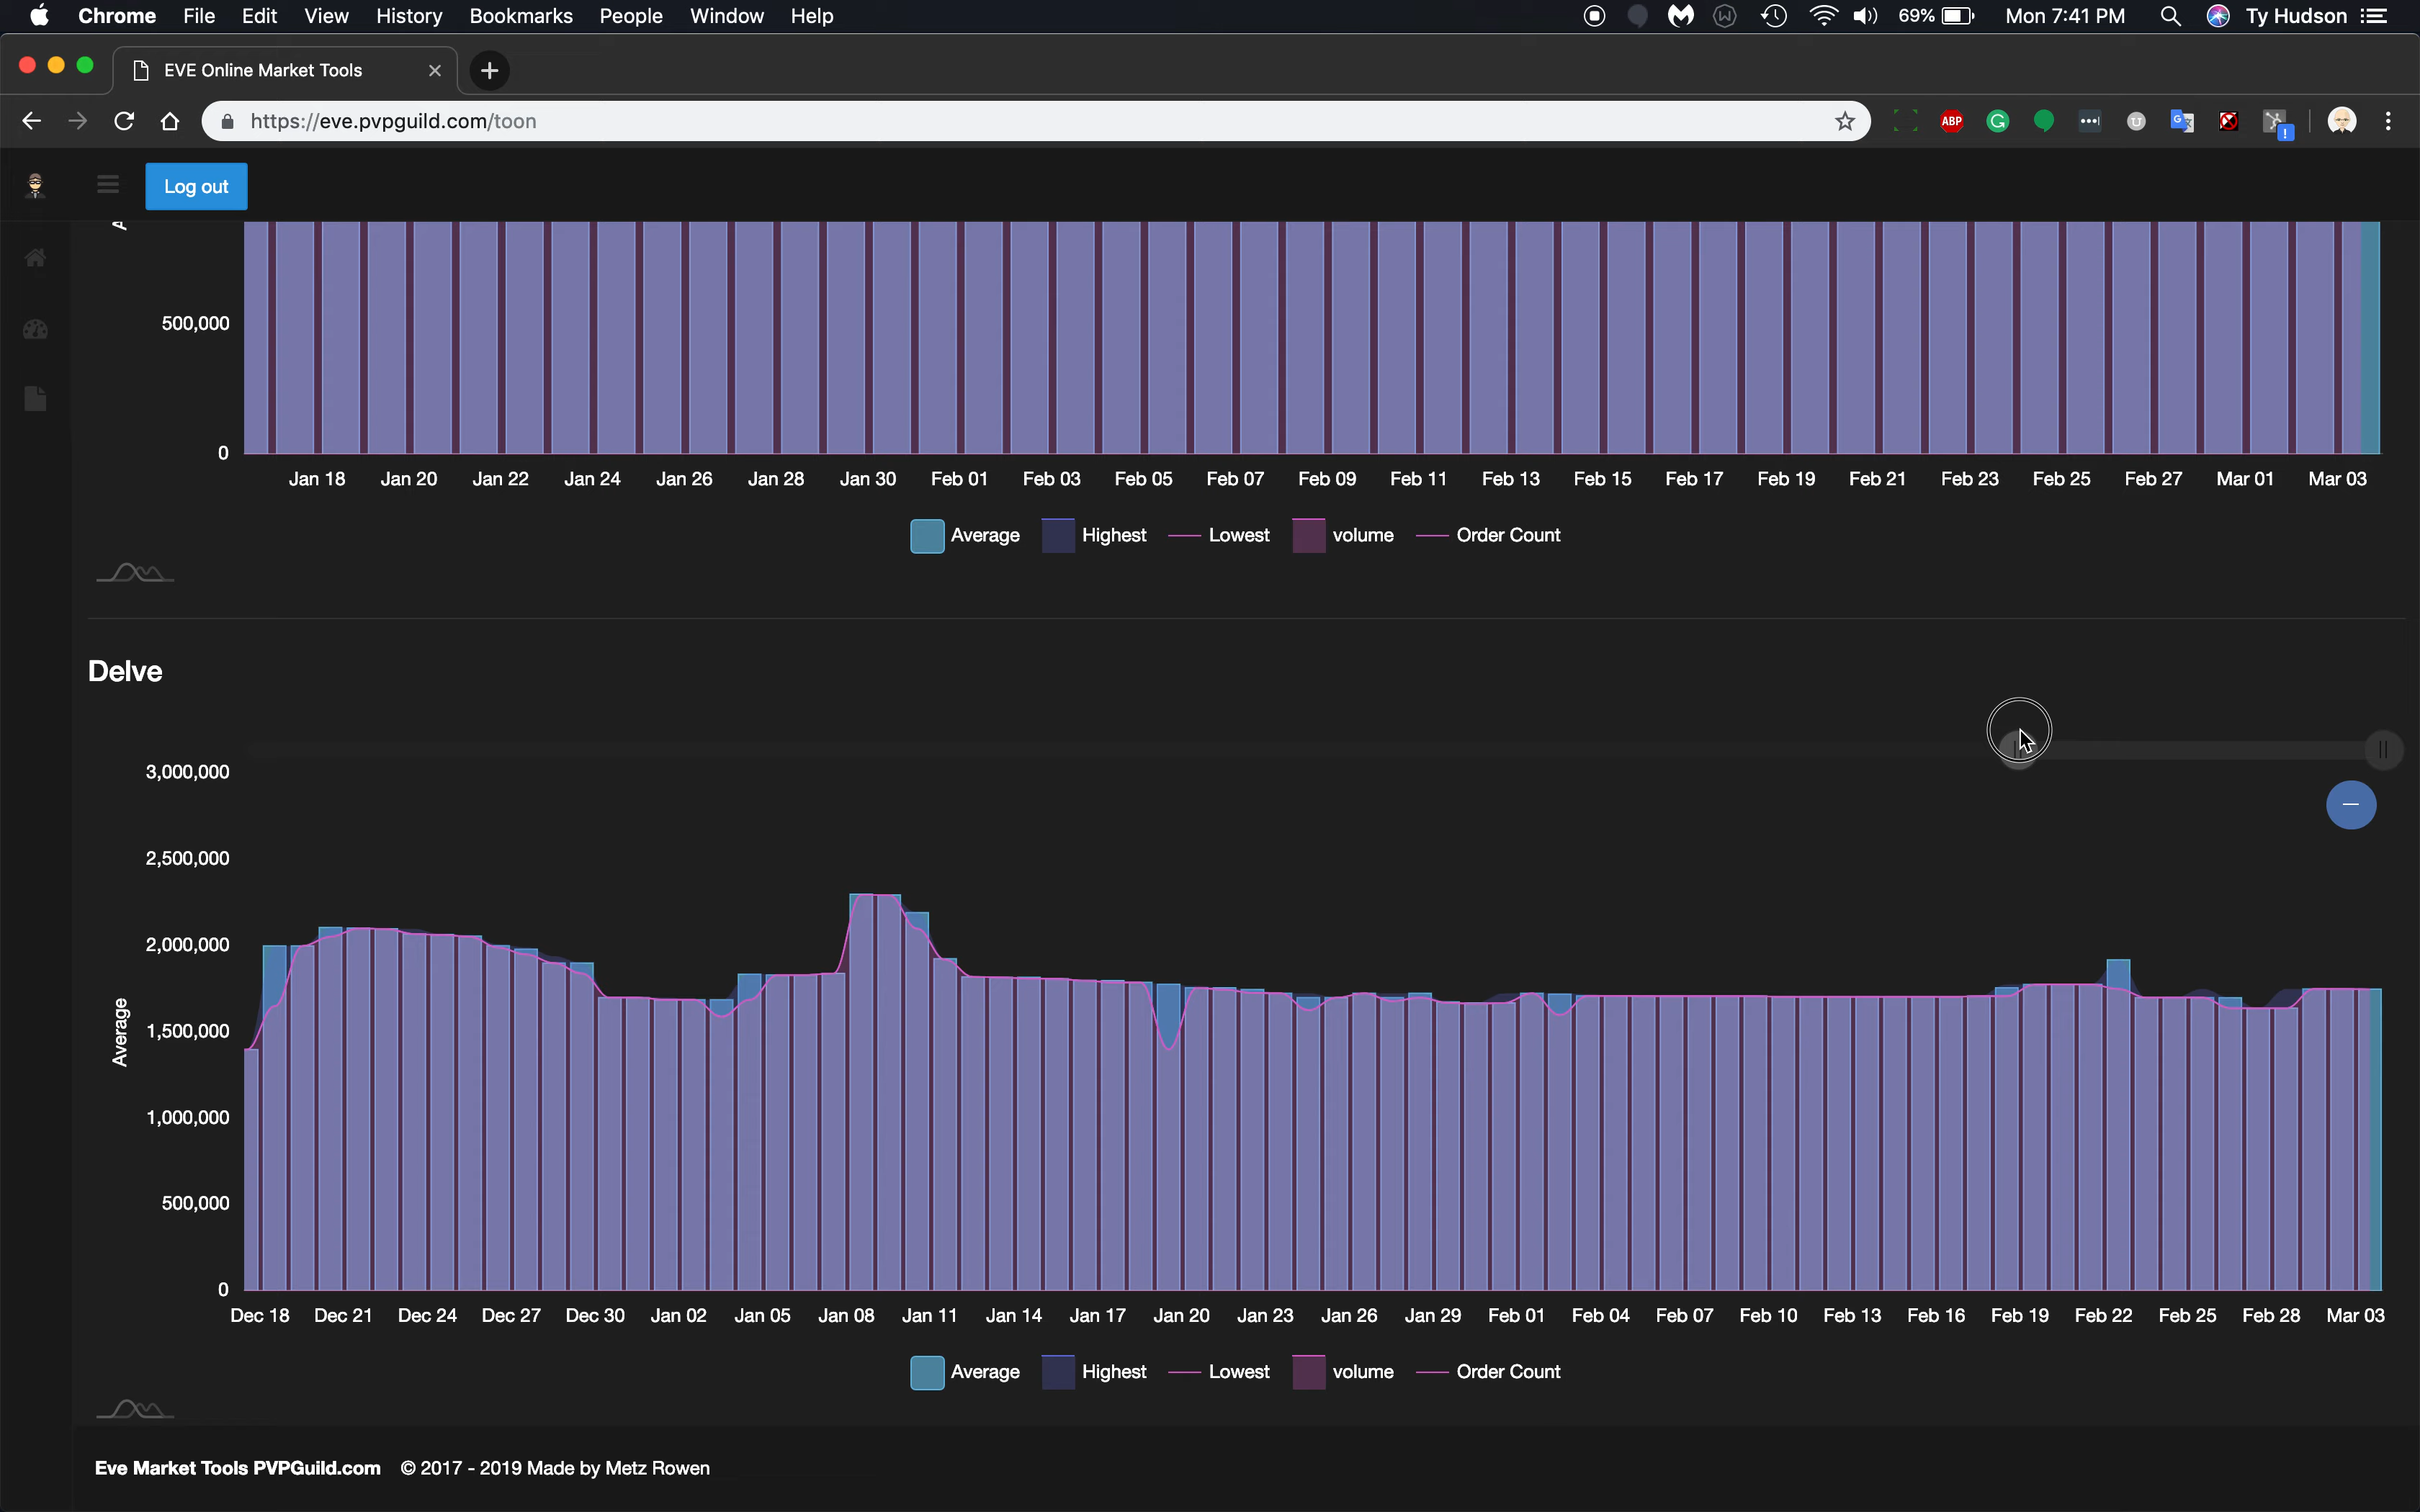 Chrome File Edit View History Bookmarks People Window Help 69% Mon 7:41 PM Ty Hudson
EVE Online Market Tools
https://eve.pvpguild.com/toon
ABP
Log out
500,000
0
Jan 18 Jan 20 Jan 22 Jan 24 Jan 26 Jan 28 Jan 30 Feb 01 Feb 03 Feb 05 Feb 07 Feb 09 Feb 11 Feb 13 Feb 15 Feb 17 Feb 19 Feb 21 Feb 23 Feb 25 Feb 27 Mar 01 Mar 03
Average Highest Lowest volume Order Count
Delve
3,000,000
2,500,000
2,000,000
1,500,000
1,000,000
500,000
0
Average
Dec 18 Dec 21 Dec 24 Dec 27 Dec 30 Jan 02 Jan 05 Jan 08 Jan 11 Jan 14 Jan 17 Jan 20 Jan 23 Jan 26 Jan 29 Feb 01 Feb 04 Feb 07 Feb 10 Feb 13 Feb 16 Feb 19 Feb 22 Feb 25 Feb 28 Mar 03
Average Highest Lowest volume Order Count
Eve Market Tools PVPGuild.com © 2017 - 2019 Made by Metz Rowen